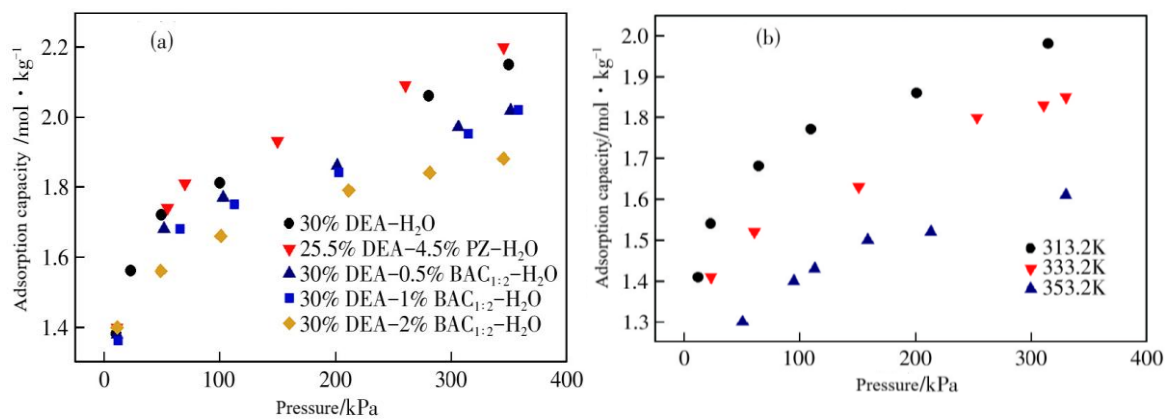 (a)
Adsorption capacity /mol・kg⁻¹
2.2
2.0
1.8
1.6
1.4
30% DEA-H₂O
25.5% DEA-4.5% PZ-H₂O
30% DEA-0.5% BAC₁:₂-H₂O
30% DEA-1% BAC₁:₂-H₂O
30% DEA-2% BAC₁:₂-H₂O
0 100 200 300 400
Pressure/kPa
(b)
Adsorption capacity/mol・kg⁻¹
2.0
1.9
1.8
1.7
1.6
1.5
1.4
1.3
313.2K
333.2K
353.2K
0 100 200 300 400
Pressure/kPa